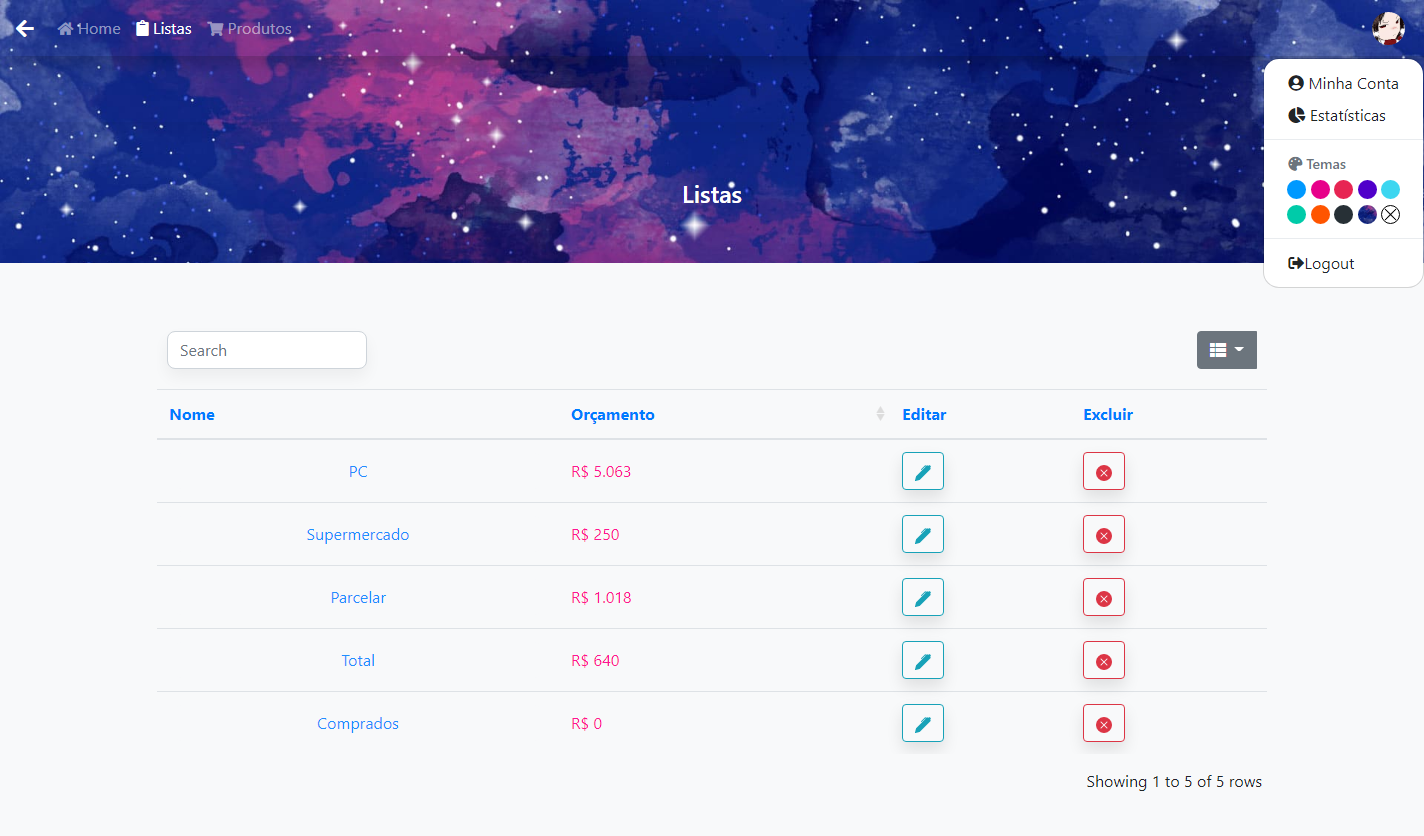 Home Listas Produtos
Minha Conta
Estatísticas
Temas
Listas
Logout
Search
Nome Orçamento Editar Excluir
PC R$ 5.063
Supermercado R$ 250
Parcelar R$ 1.018
Total R$ 640
Comprados R$ 0
Showing 1 to 5 of 5 rows